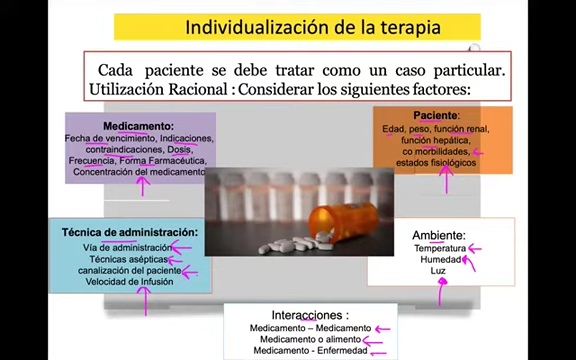 Individualización de la terapia
Cada paciente se debe tratar como un caso particular.
Utilización Racional : Considerar los siguientes factores:
Medicamento:
Fecha de vencimiento, Indicaciones,
contraindicaciones, Dosis,
Frecuencia, Forma Farmacéutica,
Concentración del medicamento
Paciente:
Edad, peso, función renal,
función hepática,
co morbilidades,
estados fisiológicos
Técnica de administración:
Vía de administración
Técnicas asépticas
canalización del paciente
Velocidad de Infusión
Ambiente:
Temperatura
Humedad
Luz
Interacciones :
Medicamento – Medicamento
Medicamento o alimento
Medicamento - Enfermedad